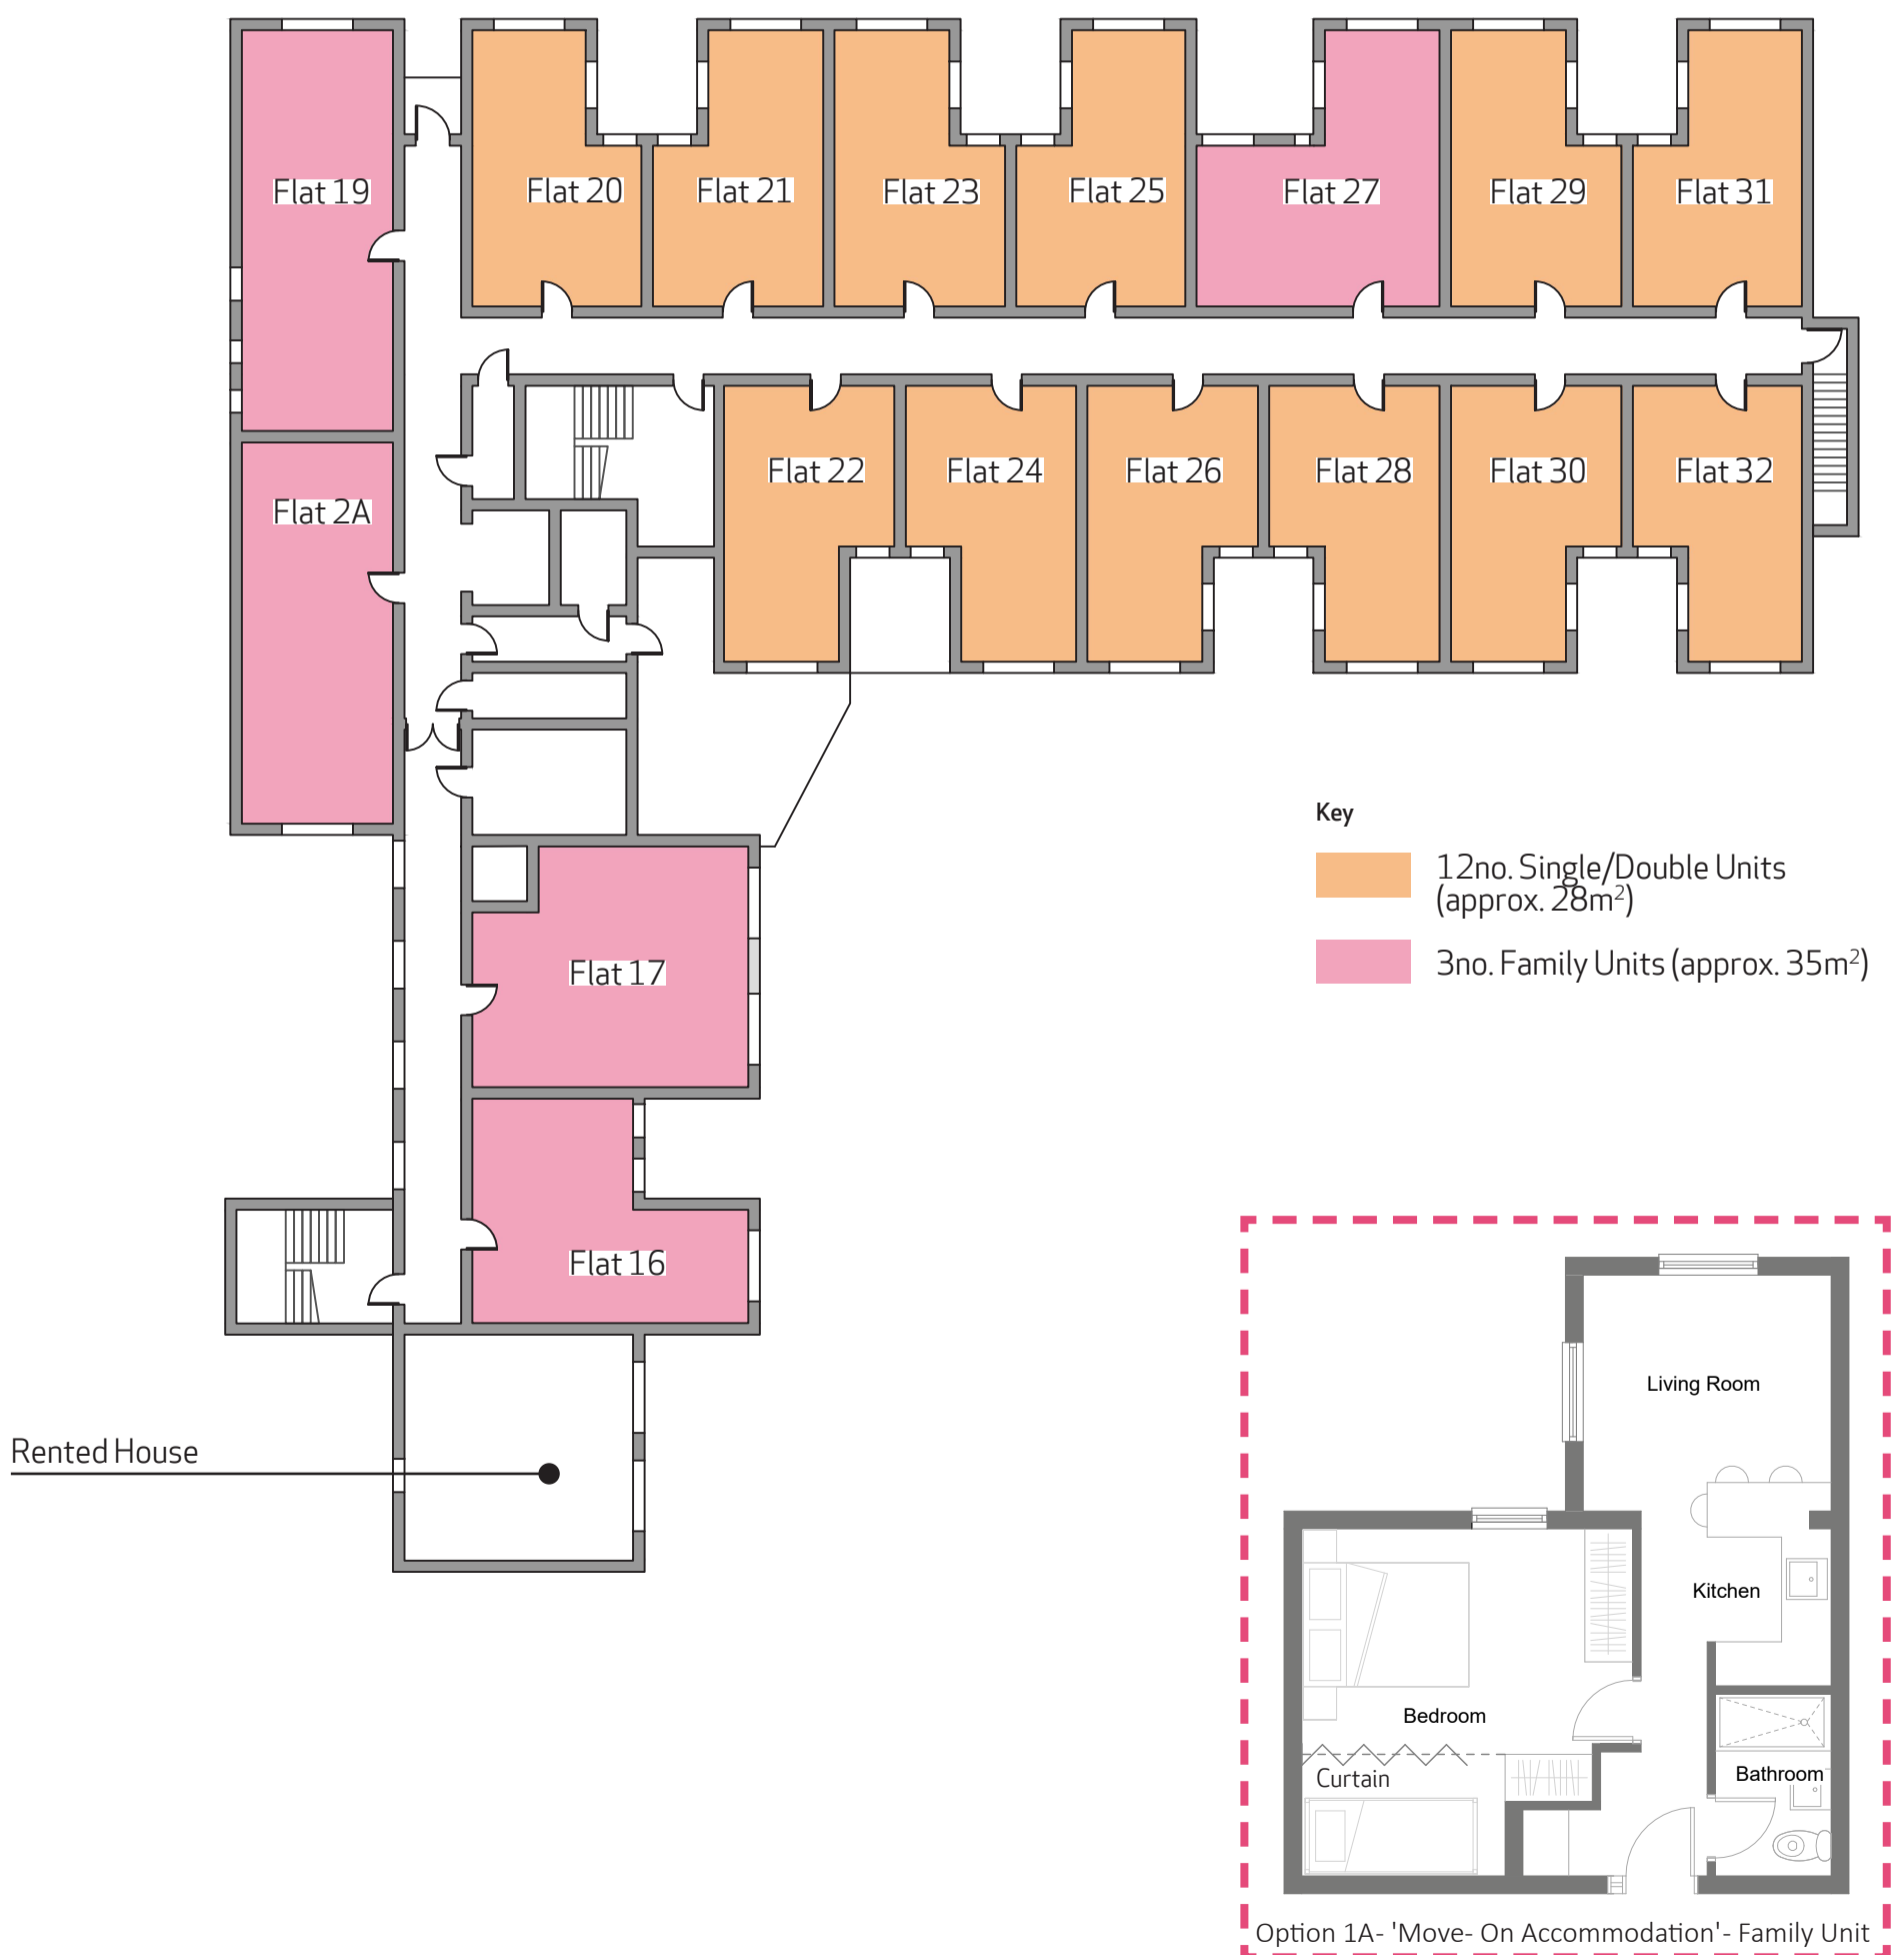 Flat 19
Flat 20
Flat 21
Flat 23
Flat 25
Flat 27
Flat 29
Flat 31
Flat 2A
Flat 22
Flat 24
Flat 26
Flat 28
Flat 30
Flat 32
Key
12no. Single/Double Units
(approx. 28m²)
3no. Family Units (approx. 35m²)
Flat 17
Flat 16
Rented House
Living Room
Kitchen
Bedroom
Curtain
Bathroom
Option 1A- 'Move- On Accommodation'- Family Unit